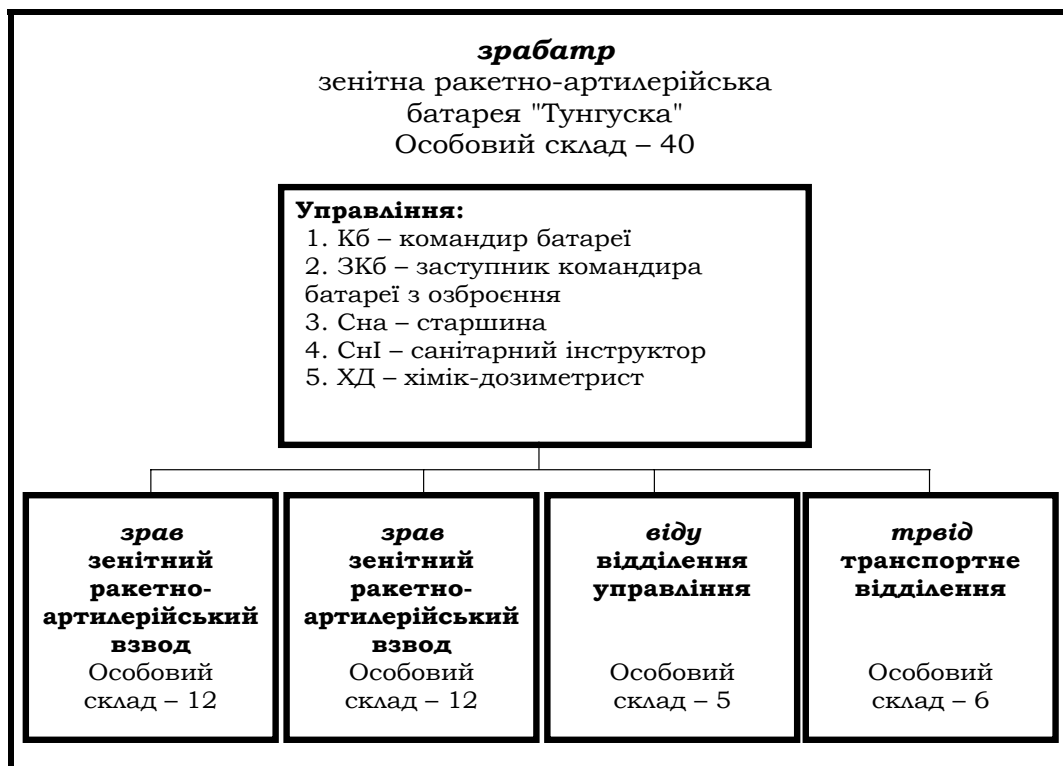 зрабатр
зенітна ракетно-артилерійська
батарея "Тунгуска"
Особовий склад – 40
Управління:
1. Кб – командир батареї
2. ЗКб – заступник командира
батареї з озброєння
3. Сна – старшина
4. СнІ – санітарний інструктор
5. ХД – хімік-дозиметрист
зрав
зенітний
ракетно-
артилерійський
взвод
Особовий
склад – 12
зрав
зенітний
ракетно-
артилерійський
взвод
Особовий
склад – 12
віду
відділення
управління
Особовий
склад – 5
трвід
транспортне
відділення
Особовий
склад – 6